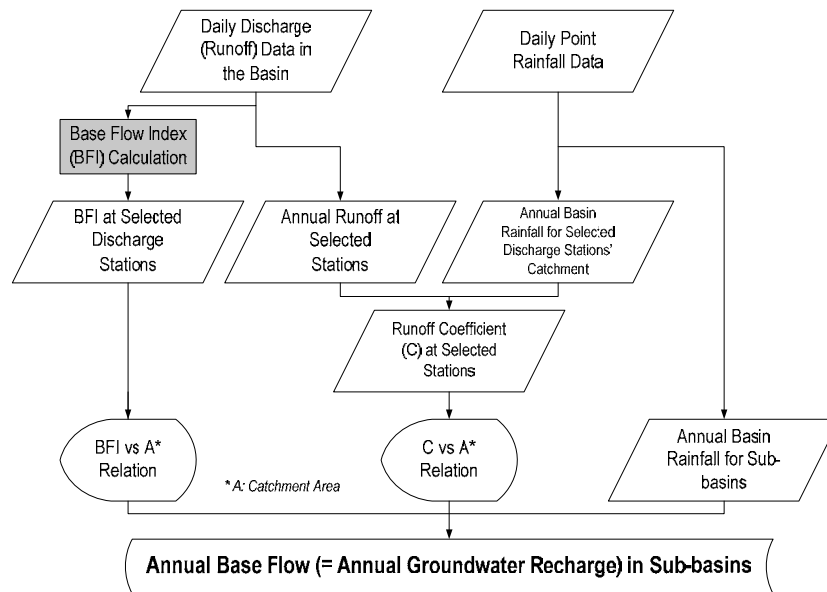 Daily Discharge
(Runoff) Data in
the Basin
Daily Point
Rainfall Data
Base Flow Index
(BFI) Calculation
BFI at Selected
Discharge
Stations
Annual Runoff at
Selected
Stations
Annual Basin
Rainfall for Selected
Discharge Stations'
Catchment
Runoff Coefficient
(C) at Selected
Stations
BFI vs A*
Relation
* A: Catchment Area
C vs A*
Relation
Annual Basin
Rainfall for Sub-
basins
Annual Base Flow (= Annual Groundwater Recharge) in Sub-basins